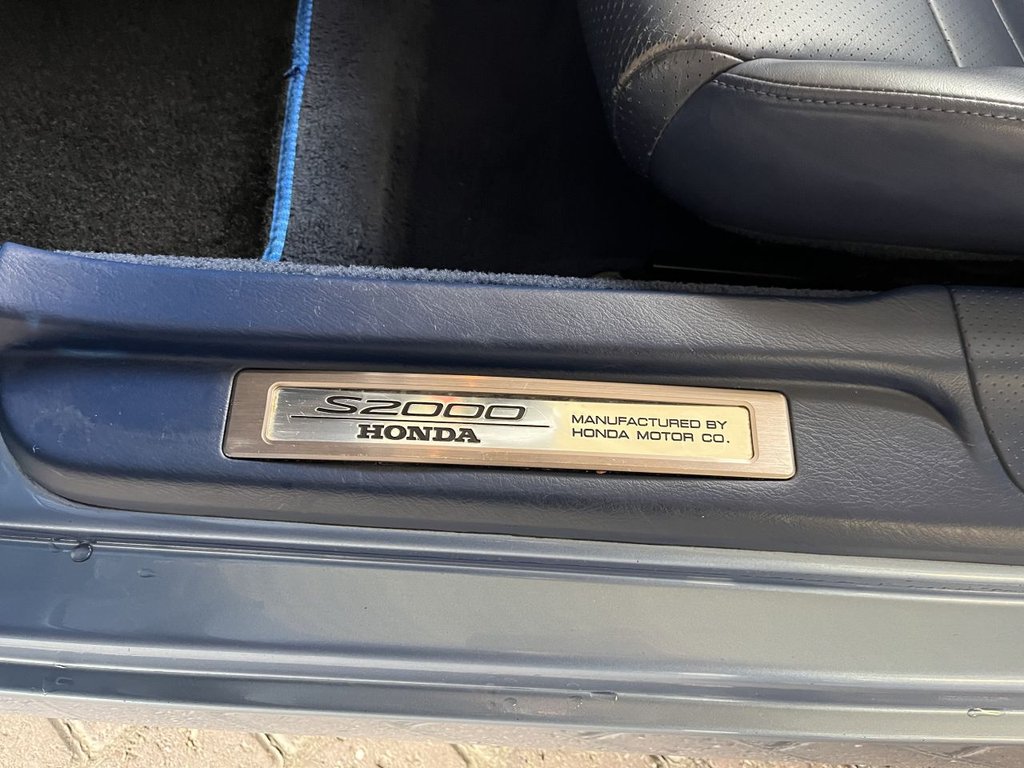 S2000
HONDA
MANUFACTURED BY
HONDA MOTOR CO.